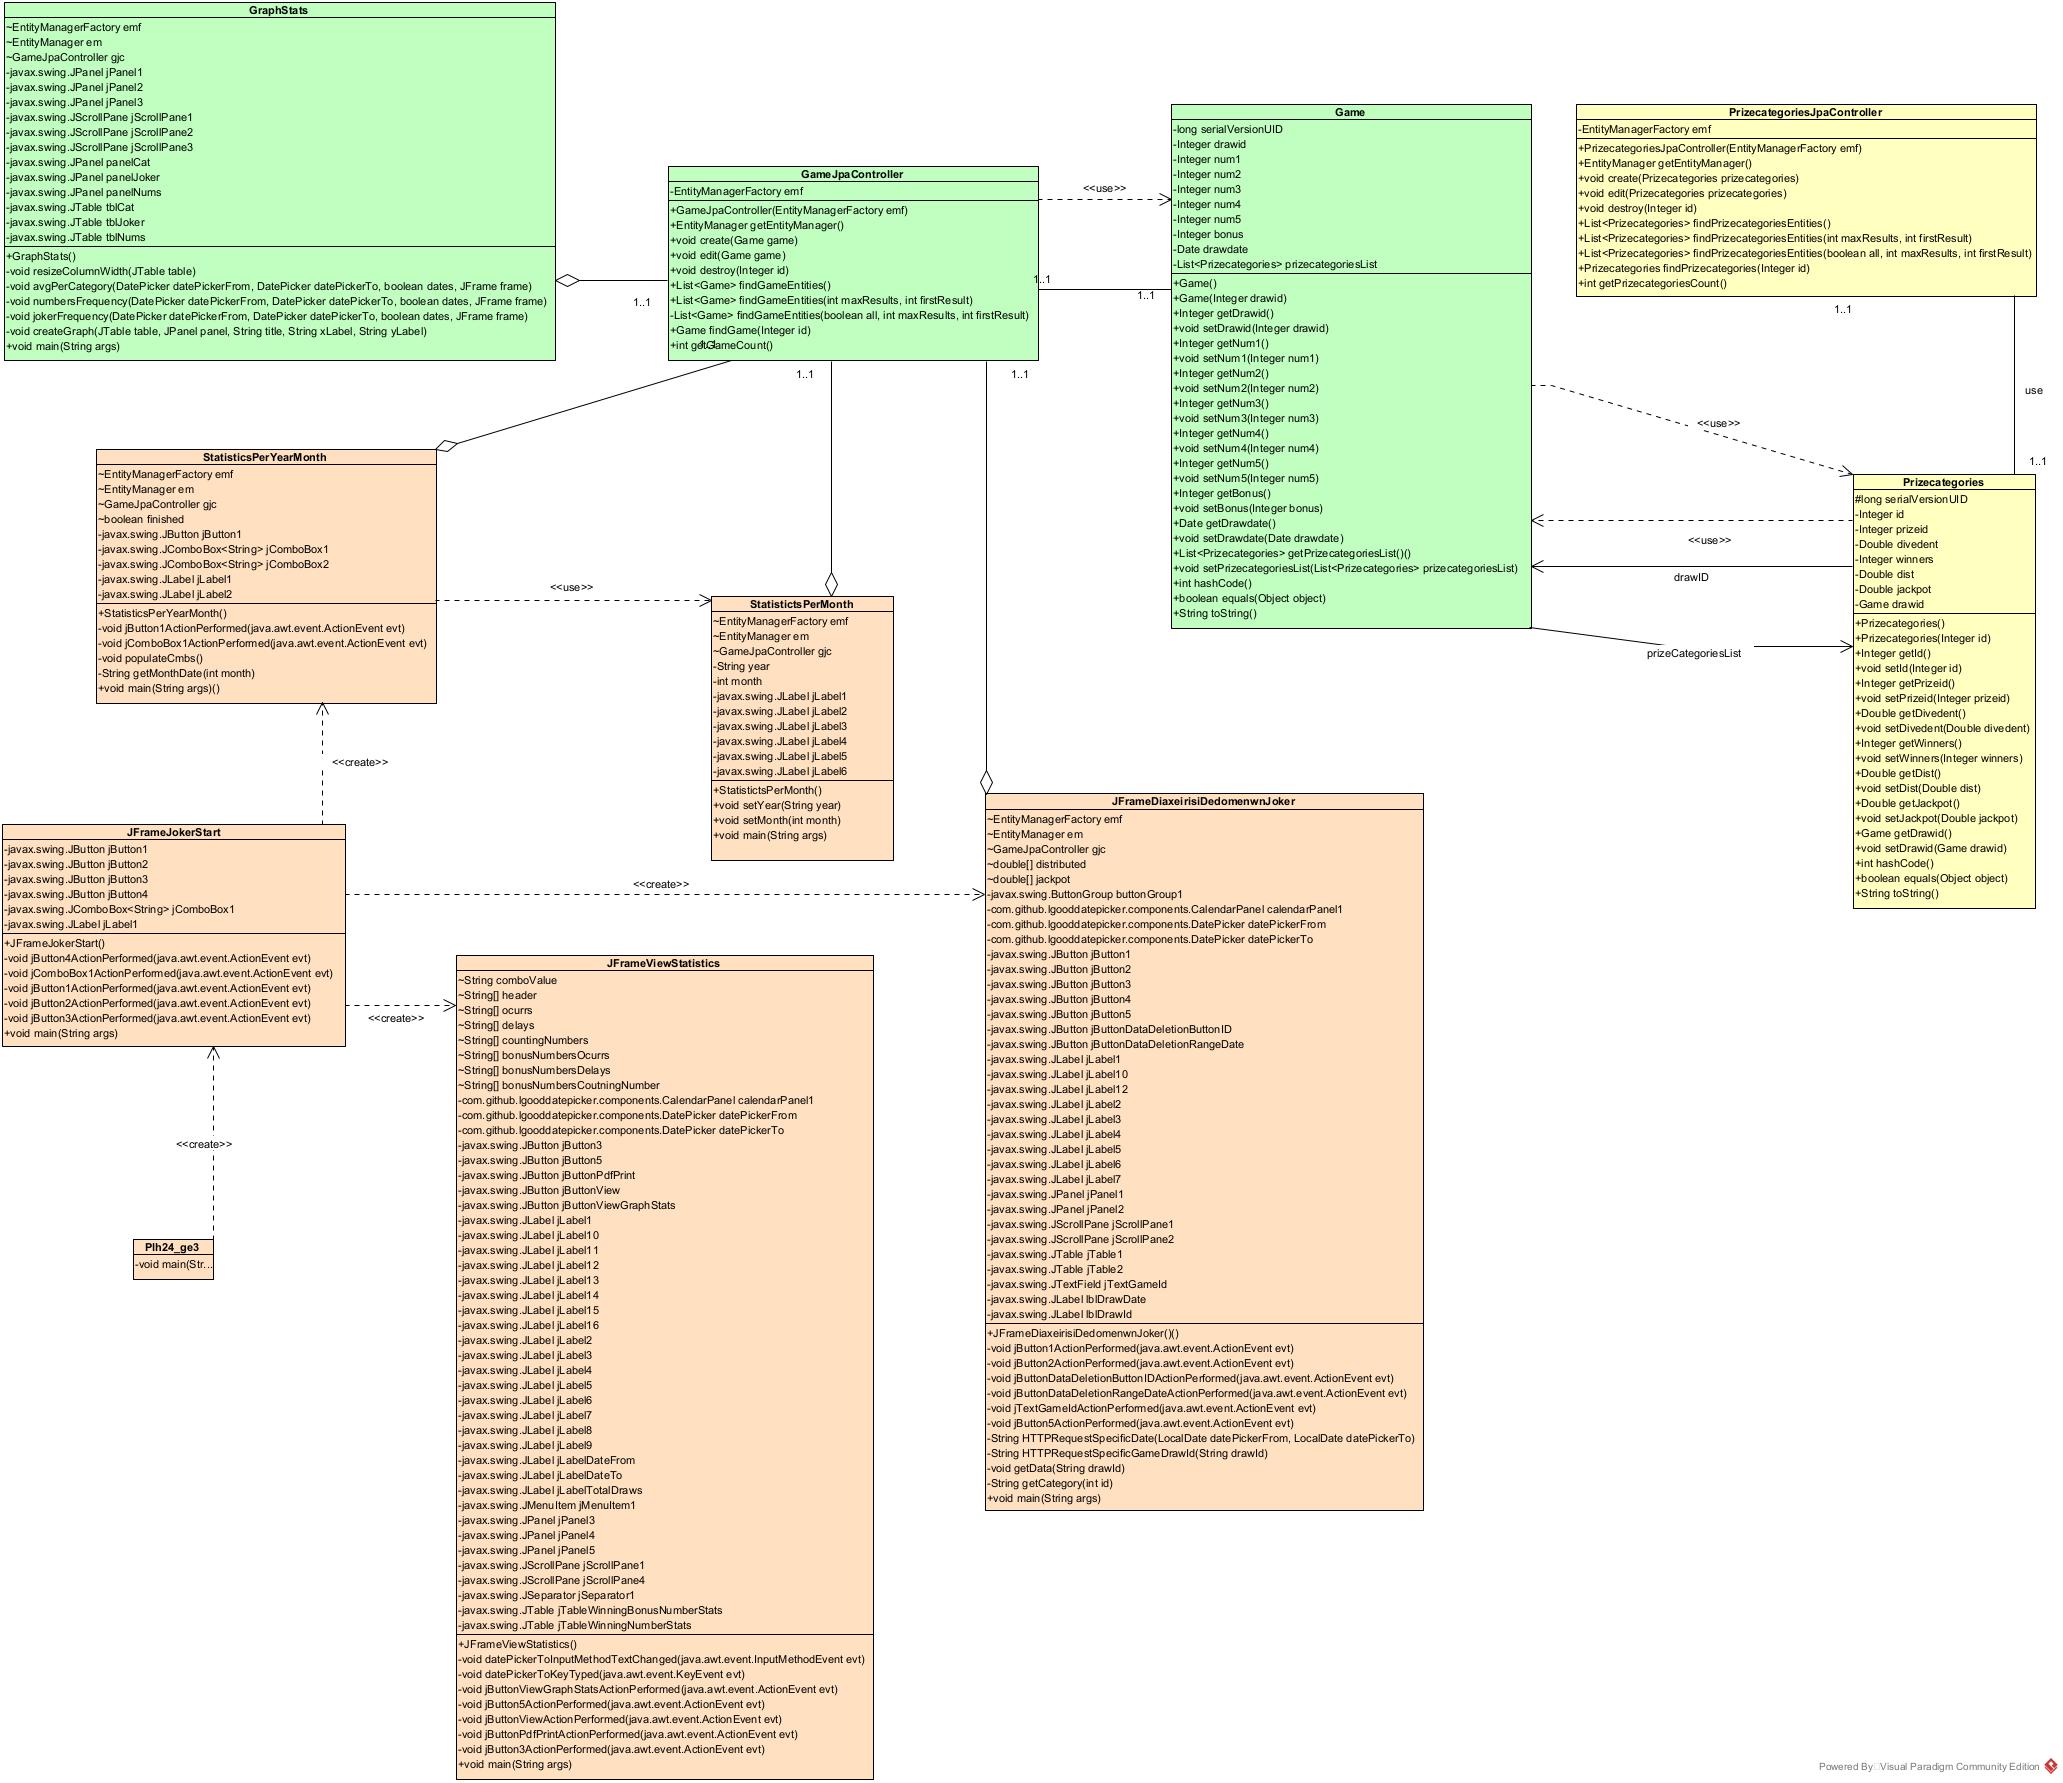 GraphStats
~EntityManagerFactory emf
~EntityManager em
~GameJpaController gjc
-javax.swing.JPanel jPanel1
-javax.swing.JPanel jPanel2
-javax.swing.JPanel jPanel3
-javax.swing.JScrollPane jScrollPane1
-javax.swing.JScrollPane jScrollPane2
-javax.swing.JScrollPane jScrollPane3
-javax.swing.JPanel panelCat
-javax.swing.JPanel panelJoker
-javax.swing.JPanel panelNums
-javax.swing.JTable tblCat
-javax.swing.JTable tblJoker
-javax.swing.JTable tblNums
+GraphStats()
-void resizeColumnWidth(JTable table)
-void avgPerCategory(DatePicker datePickerFrom, DatePicker datePickerTo, boolean dates, JFrame frame)
-void numbersFrequency(DatePicker datePickerFrom, DatePicker datePickerTo, boolean dates, JFrame frame)
-void jokerFrequency(DatePicker datePickerFrom, DatePicker datePickerTo, boolean dates, JFrame frame)
-void createGraph(JTable table, JPanel panel, String title, String xLabel, String yLabel)
+void main(String args)
1..1
GameJpaController
-EntityManagerFactory emf
+GameJpaController(EntityManagerFactory emf)
+EntityManager getEntityManager()
+void create(Game game)
+void edit(Game game)
+void destroy(Integer id)
+List<Game> findGameEntities()
+List<Game> findGameEntities(int maxResults, int firstResult)
-List<Game> findGameEntities(boolean all, int maxResults, int firstResult)
+Game findGame(Integer id)
+int getGameCount()
1..1
1..1
1..1
<<use>>
1..1
1..1
Game
-long serialVersionUID
-Integer drawid
-Integer num1
-Integer num2
-Integer num3
-Integer num4
-Integer num5
-Integer bonus
-Date drawdate
-List<Prizecategories> prizecategoriesList
+Game()
+Game(Integer drawid)
+Integer getDrawid()
+void setDrawid(Integer drawid)
+Integer getNum1()
+void setNum1(Integer num1)
+Integer getNum2()
+void setNum2(Integer num2)
+Integer getNum3()
+void setNum3(Integer num3)
+Integer getNum4()
+void setNum4(Integer num4)
+Integer getNum5()
+void setNum5(Integer num5)
+Integer getBonus()
+void setBonus(Integer bonus)
+Date getDrawdate()
+void setDrawdate(Date drawdate)
+List<Prizecategories> getPrizecategoriesList()()
+void setPrizecategoriesList(List<Prizecategories> prizecategoriesList)
+int hashCode()
+boolean equals(Object object)
+String toString()
PrizecategoriesJpaController
-EntityManagerFactory emf
+PrizecategoriesJpaController(EntityManagerFactory emf)
+EntityManager getEntityManager()
+void create(Prizecategories prizecategories)
+void edit(Prizecategories prizecategories)
+void destroy(Integer id)
+List<Prizecategories> findPrizecategoriesEntities()
+List<Prizecategories> findPrizecategoriesEntities(int maxResults, int firstResult)
+List<Prizecategories> findPrizecategoriesEntities(boolean all, int maxResults, int firstResult)
+Prizecategories findPrizecategories(Integer id)
+int getPrizecategoriesCount()
1..1
use
1..1
<<use>>
<<use>>
drawID
prizeCategoriesList
Prizecategories
#long serialVersionUID
-Integer id
-Integer prizeid
-Double divedent
-Integer winners
-Double dist
-Double jackpot
-Game drawid
+Prizecategories()
+Prizecategories(Integer id)
+Integer getId()
+void setId(Integer id)
+Integer getPrizeid()
+void setPrizeid(Integer prizeid)
+Double getDivedent()
+void setDivedent(Double divedent)
+Integer getWinners()
+void setWinners(Integer winners)
+Double getDist()
+void setDist(Double dist)
+Double getJackpot()
+void setJackpot(Double jackpot)
+Game getDrawid()
+void setDrawid(Game drawid)
+int hashCode()
+boolean equals(Object object)
+String toString()
StatisticsPerYearMonth
~EntityManagerFactory emf
~EntityManager em
~GameJpaController gjc
~boolean finished
-javax.swing.JButton jButton1
-javax.swing.JComboBox<String> jComboBox1
-javax.swing.JComboBox<String> jComboBox2
-javax.swing.JLabel jLabel1
-javax.swing.JLabel jLabel2
+StatisticsPerYearMonth()
-void jButton1ActionPerformed(java.awt.event.ActionEvent evt)
-void jComboBox1ActionPerformed(java.awt.event.ActionEvent evt)
-void populateCmbs()
-String getMonthDate(int month)
+void main(String args)()
<<use>>
StatistictsPerMonth
~EntityManagerFactory emf
~EntityManager em
~GameJpaController gjc
-String year
-int month
-javax.swing.JLabel jLabel1
-javax.swing.JLabel jLabel2
-javax.swing.JLabel jLabel3
-javax.swing.JLabel jLabel4
-javax.swing.JLabel jLabel5
-javax.swing.JLabel jLabel6
+StatistictsPerMonth()
+void setYear(String year)
+void setMonth(int month)
+void main(String args)
<<create>>
JFrameJokerStart
-javax.swing.JButton jButton1
-javax.swing.JButton jButton2
-javax.swing.JButton jButton3
-javax.swing.JButton jButton4
-javax.swing.JComboBox<String> jComboBox1
-javax.swing.JLabel jLabel1
+JFrameJokerStart()
-void jButton4ActionPerformed(java.awt.event.ActionEvent evt)
-void jComboBox1ActionPerformed(java.awt.event.ActionEvent evt)
-void jButton1ActionPerformed(java.awt.event.ActionEvent evt)
-void jButton2ActionPerformed(java.awt.event.ActionEvent evt)
-void jButton3ActionPerformed(java.awt.event.ActionEvent evt)
+void main(String args)
<<create>>
<<create>>
<<create>>
Plh24_ge3
-void main(Str...
JFrameViewStatistics
~String comboValue
~String[] header
~String[] ocurrs
~String[] delays
~String[] countingNumbers
~String[] bonusNumbersOcurrs
~String[] bonusNumbersDelays
~String[] bonusNumbersCoutningNumber
-com.github.lgooddatepicker.components.CalendarPanel calendarPanel1
-com.github.lgooddatepicker.components.DatePicker datePickerFrom
-com.github.lgooddatepicker.components.DatePicker datePickerTo
-javax.swing.JButton jButton3
-javax.swing.JButton jButton5
-javax.swing.JButton jButtonPdfPrint
-javax.swing.JButton jButtonView
-javax.swing.JButton jButtonViewGraphStats
-javax.swing.JLabel jLabel1
-javax.swing.JLabel jLabel10
-javax.swing.JLabel jLabel11
-javax.swing.JLabel jLabel12
-javax.swing.JLabel jLabel13
-javax.swing.JLabel jLabel14
-javax.swing.JLabel jLabel15
-javax.swing.JLabel jLabel16
-javax.swing.JLabel jLabel2
-javax.swing.JLabel jLabel3
-javax.swing.JLabel jLabel4
-javax.swing.JLabel jLabel5
-javax.swing.JLabel jLabel6
-javax.swing.JLabel jLabel7
-javax.swing.JLabel jLabel8
-javax.swing.JLabel jLabel9
-javax.swing.JLabel jLabelDateFrom
-javax.swing.JLabel jLabelDateTo
-javax.swing.JLabel jLabelTotalDraws
-javax.swing.JMenuItem jMenuItem1
-javax.swing.JPanel jPanel3
-javax.swing.JPanel jPanel4
-javax.swing.JPanel jPanel5
-javax.swing.JScrollPane jScrollPane1
-javax.swing.JScrollPane jScrollPane4
-javax.swing.JSeparator jSeparator1
-javax.swing.JTable jTableWinningBonusNumberStats
-javax.swing.JTable jTableWinningNumberStats
+JFrameViewStatistics()
-void datePickerToInputMethodTextChanged(java.awt.event.InputMethodEvent evt)
-void datePickerToKeyTyped(java.awt.event.KeyEvent evt)
-void jButtonViewGraphStatsActionPerformed(java.awt.event.ActionEvent evt)
-void jButton5ActionPerformed(java.awt.event.ActionEvent evt)
-void jButtonViewActionPerformed(java.awt.event.ActionEvent evt)
-void jButtonPdfPrintActionPerformed(java.awt.event.ActionEvent evt)
-void jButton3ActionPerformed(java.awt.event.ActionEvent evt)
+void main(String args)
JFrameDiaxeirisiDedomenwnJoker
~EntityManagerFactory emf
~EntityManager em
~GameJpaController gjc
~double[] distributed
~double[] jackpot
-javax.swing.ButtonGroup buttonGroup1
-com.github.lgooddatepicker.components.CalendarPanel calendarPanel1
-com.github.lgooddatepicker.components.DatePicker datePickerFrom
-com.github.lgooddatepicker.components.DatePicker datePickerTo
-javax.swing.JButton jButton1
-javax.swing.JButton jButton2
-javax.swing.JButton jButton3
-javax.swing.JButton jButton4
-javax.swing.JButton jButton5
-javax.swing.JButton jButtonDataDeletionButtonID
-javax.swing.JButton jButtonDataDeletionRangeDate
-javax.swing.JLabel jLabel1
-javax.swing.JLabel jLabel10
-javax.swing.JLabel jLabel12
-javax.swing.JLabel jLabel2
-javax.swing.JLabel jLabel3
-javax.swing.JLabel jLabel4
-javax.swing.JLabel jLabel5
-javax.swing.JLabel jLabel6
-javax.swing.JLabel jLabel7
-javax.swing.JPanel jPanel1
-javax.swing.JPanel jPanel2
-javax.swing.JScrollPane jScrollPane1
-javax.swing.JScrollPane jScrollPane2
-javax.swing.JTable jTable1
-javax.swing.JTable jTable2
-javax.swing.JTextField jTextGameId
-javax.swing.JLabel lblDrawDate
-javax.swing.JLabel lblDrawId
+JFrameDiaxeirisiDedomenwnJoker()()
-void jButton1ActionPerformed(java.awt.event.ActionEvent evt)
-void jButton2ActionPerformed(java.awt.event.ActionEvent evt)
-void jButtonDataDeletionButtonIDActionPerformed(java.awt.event.ActionEvent evt)
-void jButtonDataDeletionRangeDateActionPerformed(java.awt.event.ActionEvent evt)
-void jTextGameIdActionPerformed(java.awt.event.ActionEvent evt)
-void jButton5ActionPerformed(java.awt.event.ActionEvent evt)
-String HTTPRequestSpecificDate(LocalDate datePickerFrom, LocalDate datePickerTo)
-String HTTPRequestSpecificGameDrawId(String drawId)
-void getData(String drawId)
-String getCategory(int id)
+void main(String args)
Powered By Visual Paradigm Community Edition